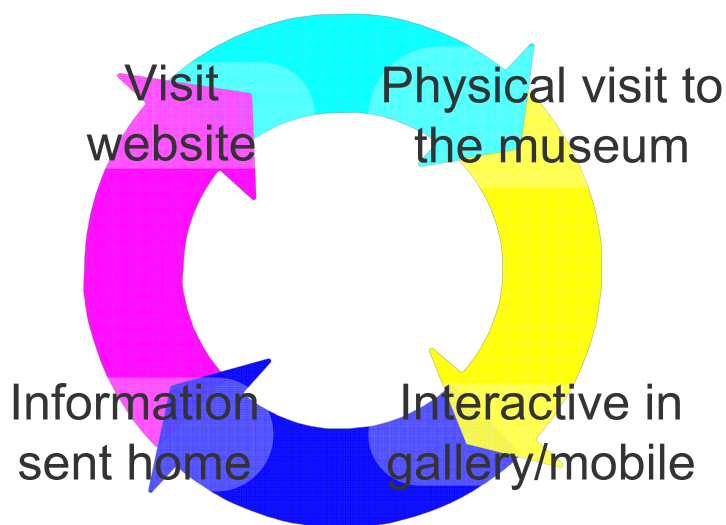 Visit
website
Physical visit to
the museum
Interactive in
gallery/mobile
Information
sent home